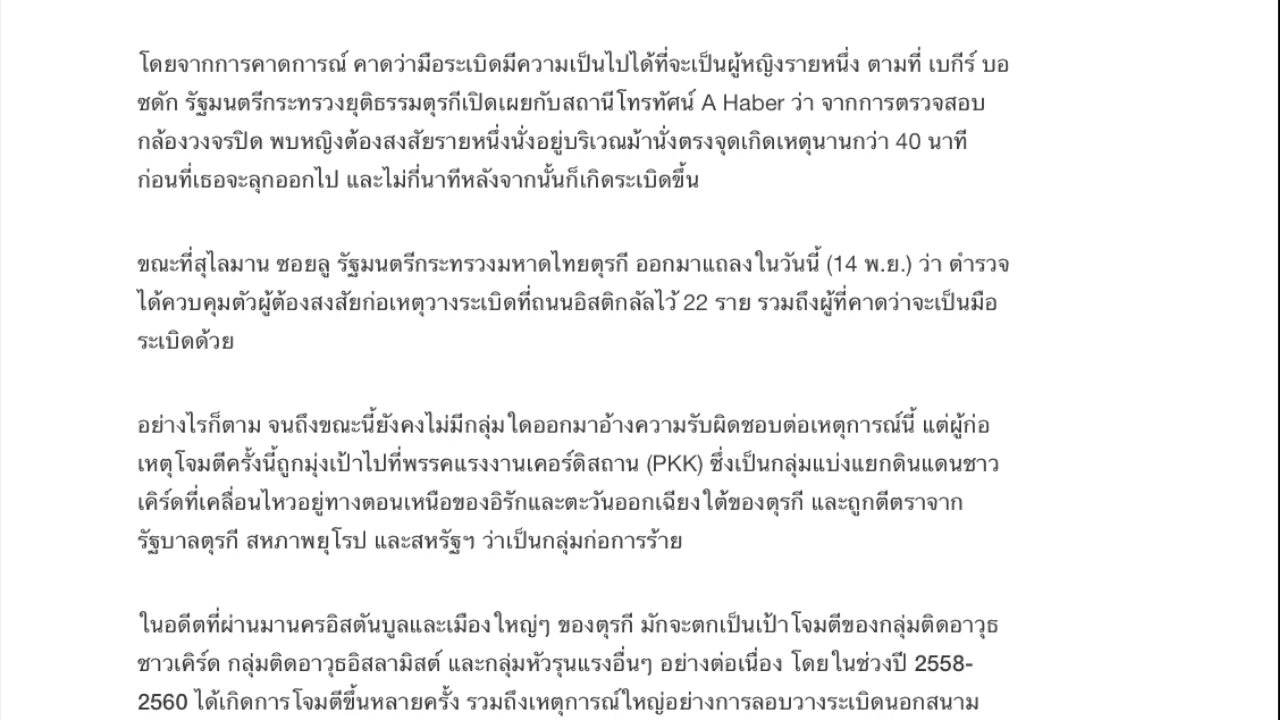 โดยจากการคาดการณ์ คาดว่ามือระเบิดมีความเป็นไปได้ที่จะเป็นผู้หญิงรายหนึ่ง ตามที่ เบกีร์ บอ
ซดัก รัฐมนตรีกระทรวงยุติธรรมตุรกีเปิดเผยกับสถานีโทรทัศน์ A Haber ว่า จากการตรวจสอบ
กล้องวงจรปิด พบหญิงต้องสงสัยรายหนึ่งนั่งอยู่บริเวณม้านั่งตรงจุดเกิดเหตุนานกว่า 40 นาที
ก่อนที่เธอจะลุกออกไป และไม่กี่นาทีหลังจากนั้นก็เกิดระเบิดขึ้น
ขณะที่สุไลมาน ซอยลู รัฐมนตรีกระทรวงมหาดไทยตุรกี ออกมาแถลงในวันนี้ (14 พ.ย.) ว่า ตำรวจ
ได้ควบคุมตัวผู้ต้องสงสัยก่อเหตุวางระเบิดที่ถนนอิสติกลัลไว้ 22 ราย รวมถึงผู้ที่คาดว่าจะเป็นมือ
ระเบิดด้วย
อย่างไรก็ตาม จนถึงขณะนี้ยังคงไม่มีกลุ่มใดออกมาอ้างความรับผิดชอบต่อเหตุการณ์นี้ แต่ผู้ก่อ
เหตุโจมตีครั้งนี้ถูกมุ่งเป้าไปที่พรรคแรงงานเคอร์ดิสถาน (PKK) ซึ่งเป็นกลุ่มแบ่งแยกดินแดนชาว
เคิร์ดที่เคลื่อนไหวอยู่ทางตอนเหนือของอิรักและตะวันออกเฉียงใต้ของตุรกี และถูกตีตราจาก
รัฐบาลตุรกี สหภาพยุโรป และสหรัฐฯ ว่าเป็นกลุ่มก่อการร้าย
ในอดีตที่ผ่านมานครอิสตันบูลและเมืองใหญ่ๆ ของตุรกี มักจะตกเป็นเป้าโจมตีของกลุ่มติดอาวุธ
ชาวเคิร์ด กลุ่มติดอาวุธอิสลามิสต์ และกลุ่มหัวรุนแรงอื่นๆ อย่างต่อเนื่อง โดยในช่วงปี 2558-
2560 ได้เกิดการโจมตีขึ้นหลายครั้ง รวมถึงเหตุการณ์ใหญ่อย่างการลอบวางระเบิดนอกสนาม